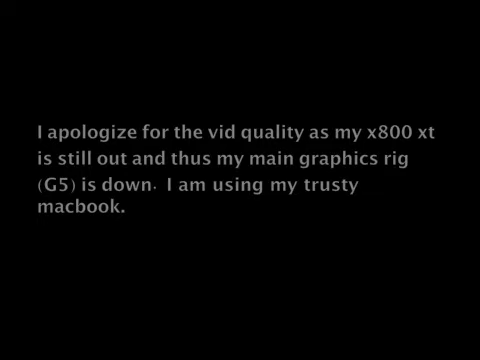 I apologize for the vid quality as my x800 xt
is still out and thus my main graphics rig
(G5) is down.  I am using my trusty
macbook.